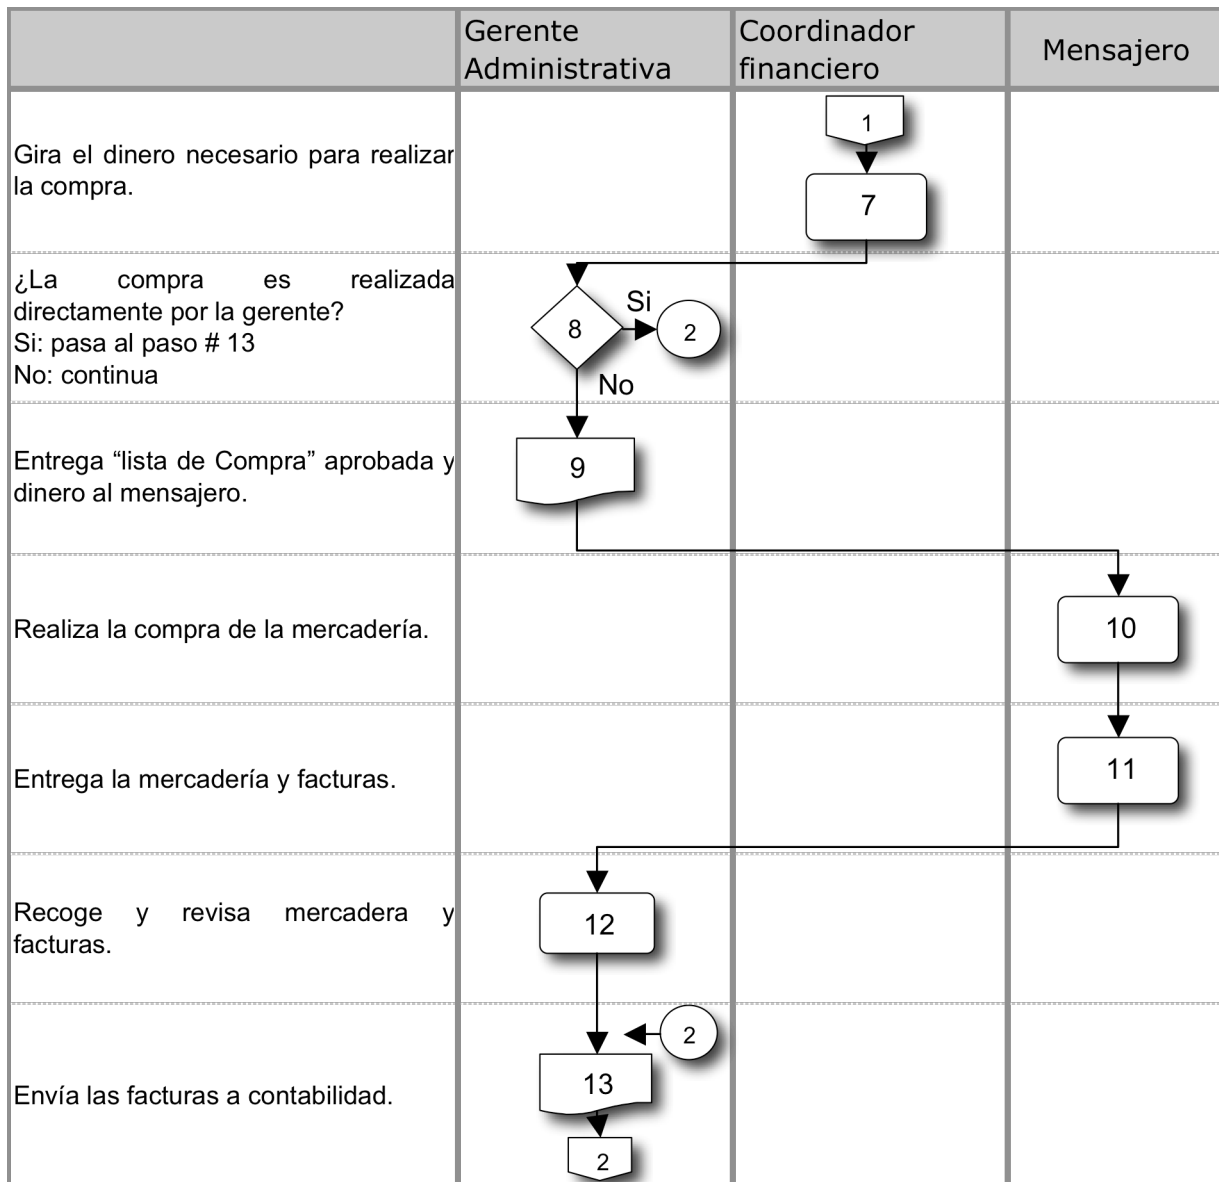 Gerente
Administrativa
Coordinador
financiero
Mensajero
Gira el dinero necesario para realizar
la compra.
1
7
¿La compra es realizada
directamente por la gerente?
Si: pasa al paso # 13
No: continua
8
Si
2
No
Entrega “lista de Compra” aprobada y
dinero al mensajero.
9
Realiza la compra de la mercadería.
10
Entrega la mercadería y facturas.
11
Recoge y revisa mercadera y
facturas.
12
2
Envía las facturas a contabilidad.
13
2